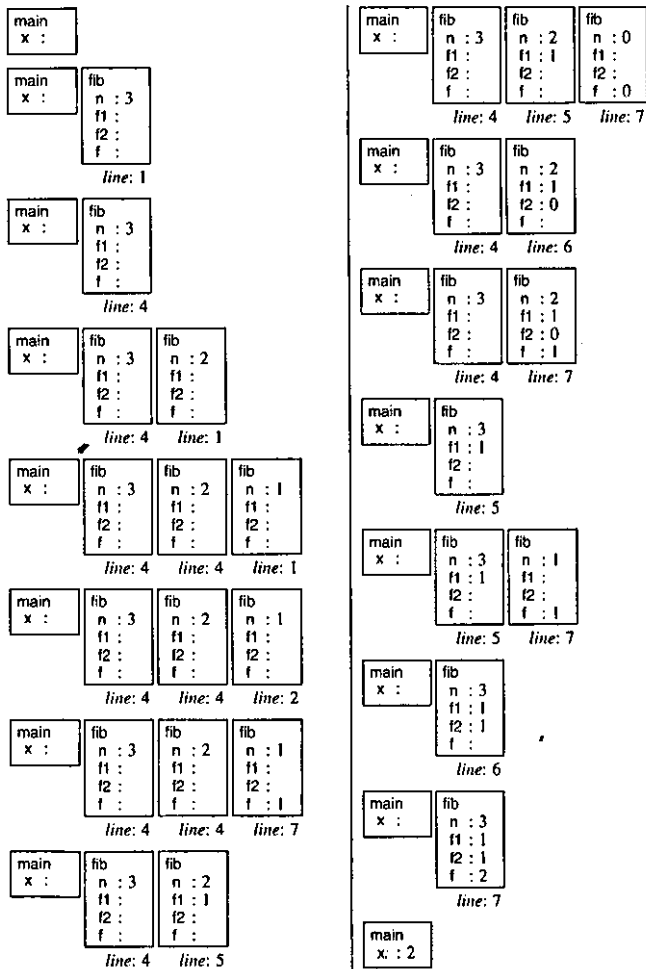 main
x :
main
x :
fib
n : 3
f1 :
f2 :
f :
line: 1
main
x :
fib
n : 3
f1 :
f2 :
f :
line: 4
main
x :
fib
n : 3
f1 :
f2 :
f :
line: 4
fib
n : 2
f1 :
f2 :
f :
line: 1
main
x :
fib
n : 3
f1 :
f2 :
f :
line: 4
fib
n : 2
f1 :
f2 :
f :
line: 4
fib
n : 1
f1 :
f2 :
f :
line: 1
main
x :
fib
n : 3
f1 :
f2 :
f :
line: 4
fib
n : 2
f1 :
f2 :
f :
line: 4
fib
n : 1
f1 :
f2 :
f :
line: 2
main
x :
fib
n : 3
f1 :
f2 :
f :
line: 4
fib
n : 2
f1 :
f2 :
f :
line: 4
fib
n : 1
f1 :
f2 :
f : 1
line: 7
main
x :
fib
n : 3
f1 :
f2 :
f :
line: 4
fib
n : 2
f1 : 1
f2 :
f :
line: 5
main
x :
fib
n : 3
f1 :
f2 :
f :
line: 4
fib
n : 2
f1 : 1
f2 :
f :
line: 5
fib
n : 0
f1 :
f2 :
f : 0
line: 7
main
x :
fib
n : 3
f1 :
f2 :
f :
line: 4
fib
n : 2
f1 : 1
f2 : 0
f :
line: 6
main
x :
fib
n : 3
f1 :
f2 :
f :
line: 4
fib
n : 2
f1 : 1
f2 : 0
f : 1
line: 7
main
x :
fib
n : 3
f1 : 1
f2 :
f :
line: 5
main
x :
fib
n : 3
f1 : 1
f2 :
f :
line: 5
fib
n : 1
f1 :
f2 :
f : 1
line: 7
main
x :
fib
n : 3
f1 : 1
f2 : 1
f :
line: 6
main
x :
fib
n : 3
f1 : 1
f2 : 1
f : 2
line: 7
main
x: : 2